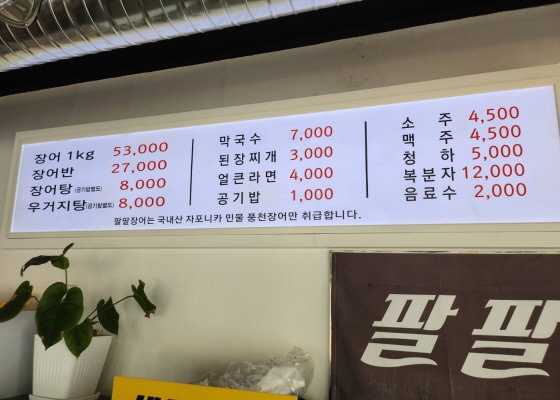 장어 1kg 53,000
장어반 27,000
장어탕 (공기밥별도) 8,000
우거지탕 (공기밥별도) 8,000
막국수 7,000
된장찌개 3,000
얼큰라면 4,000
공기밥 1,000
소주 4,500
맥주 4,500
청하 5,000
복분자 12,000
음료수 2,000
팔팔장어는 국내산 자포니카 민물 풍천장어만 취급합니다.
팔팔